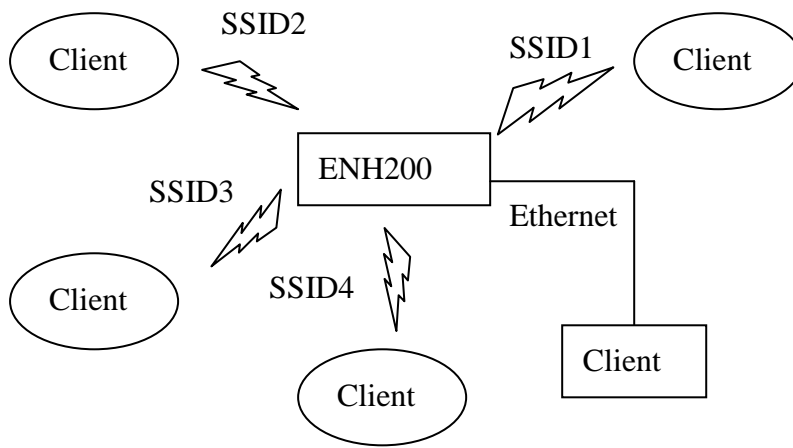 SSID2
SSID1
Client
Client
ENH200
SSID3
Ethernet
Client
SSID4
Client
Client